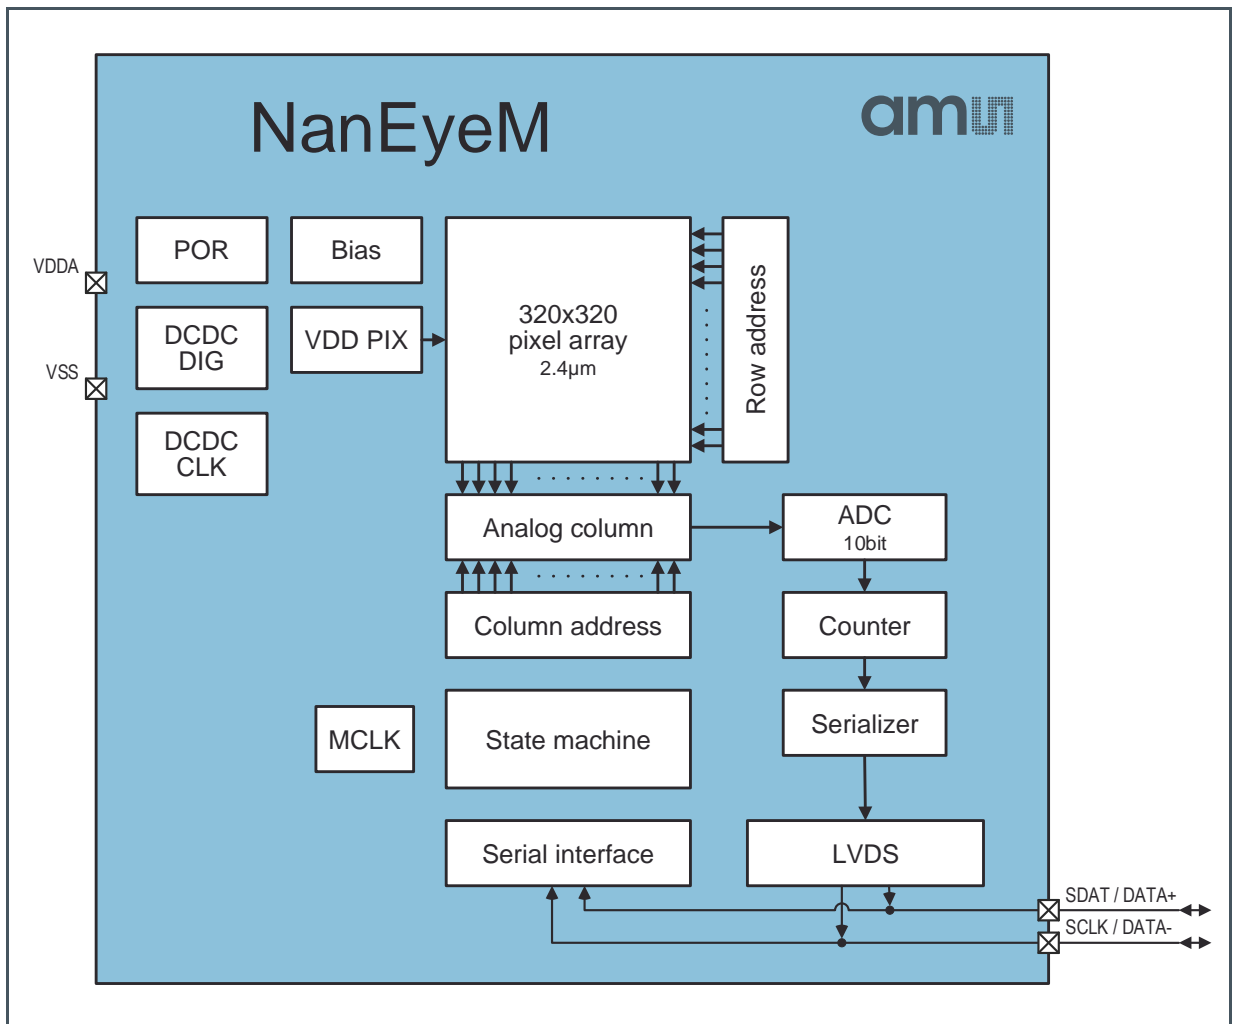 NanEyeM
am
POR
Bias
VDDA
320x320
pixel array
2.4µm
Row address
DCDC
DIG
VDD PIX
VSS
DCDC
CLK
Analog column
ADC
10bit
Column address
Counter
MCLK
State machine
Serializer
Serial interface
LVDS
SDAT / DATA+
SCLK / DATA-